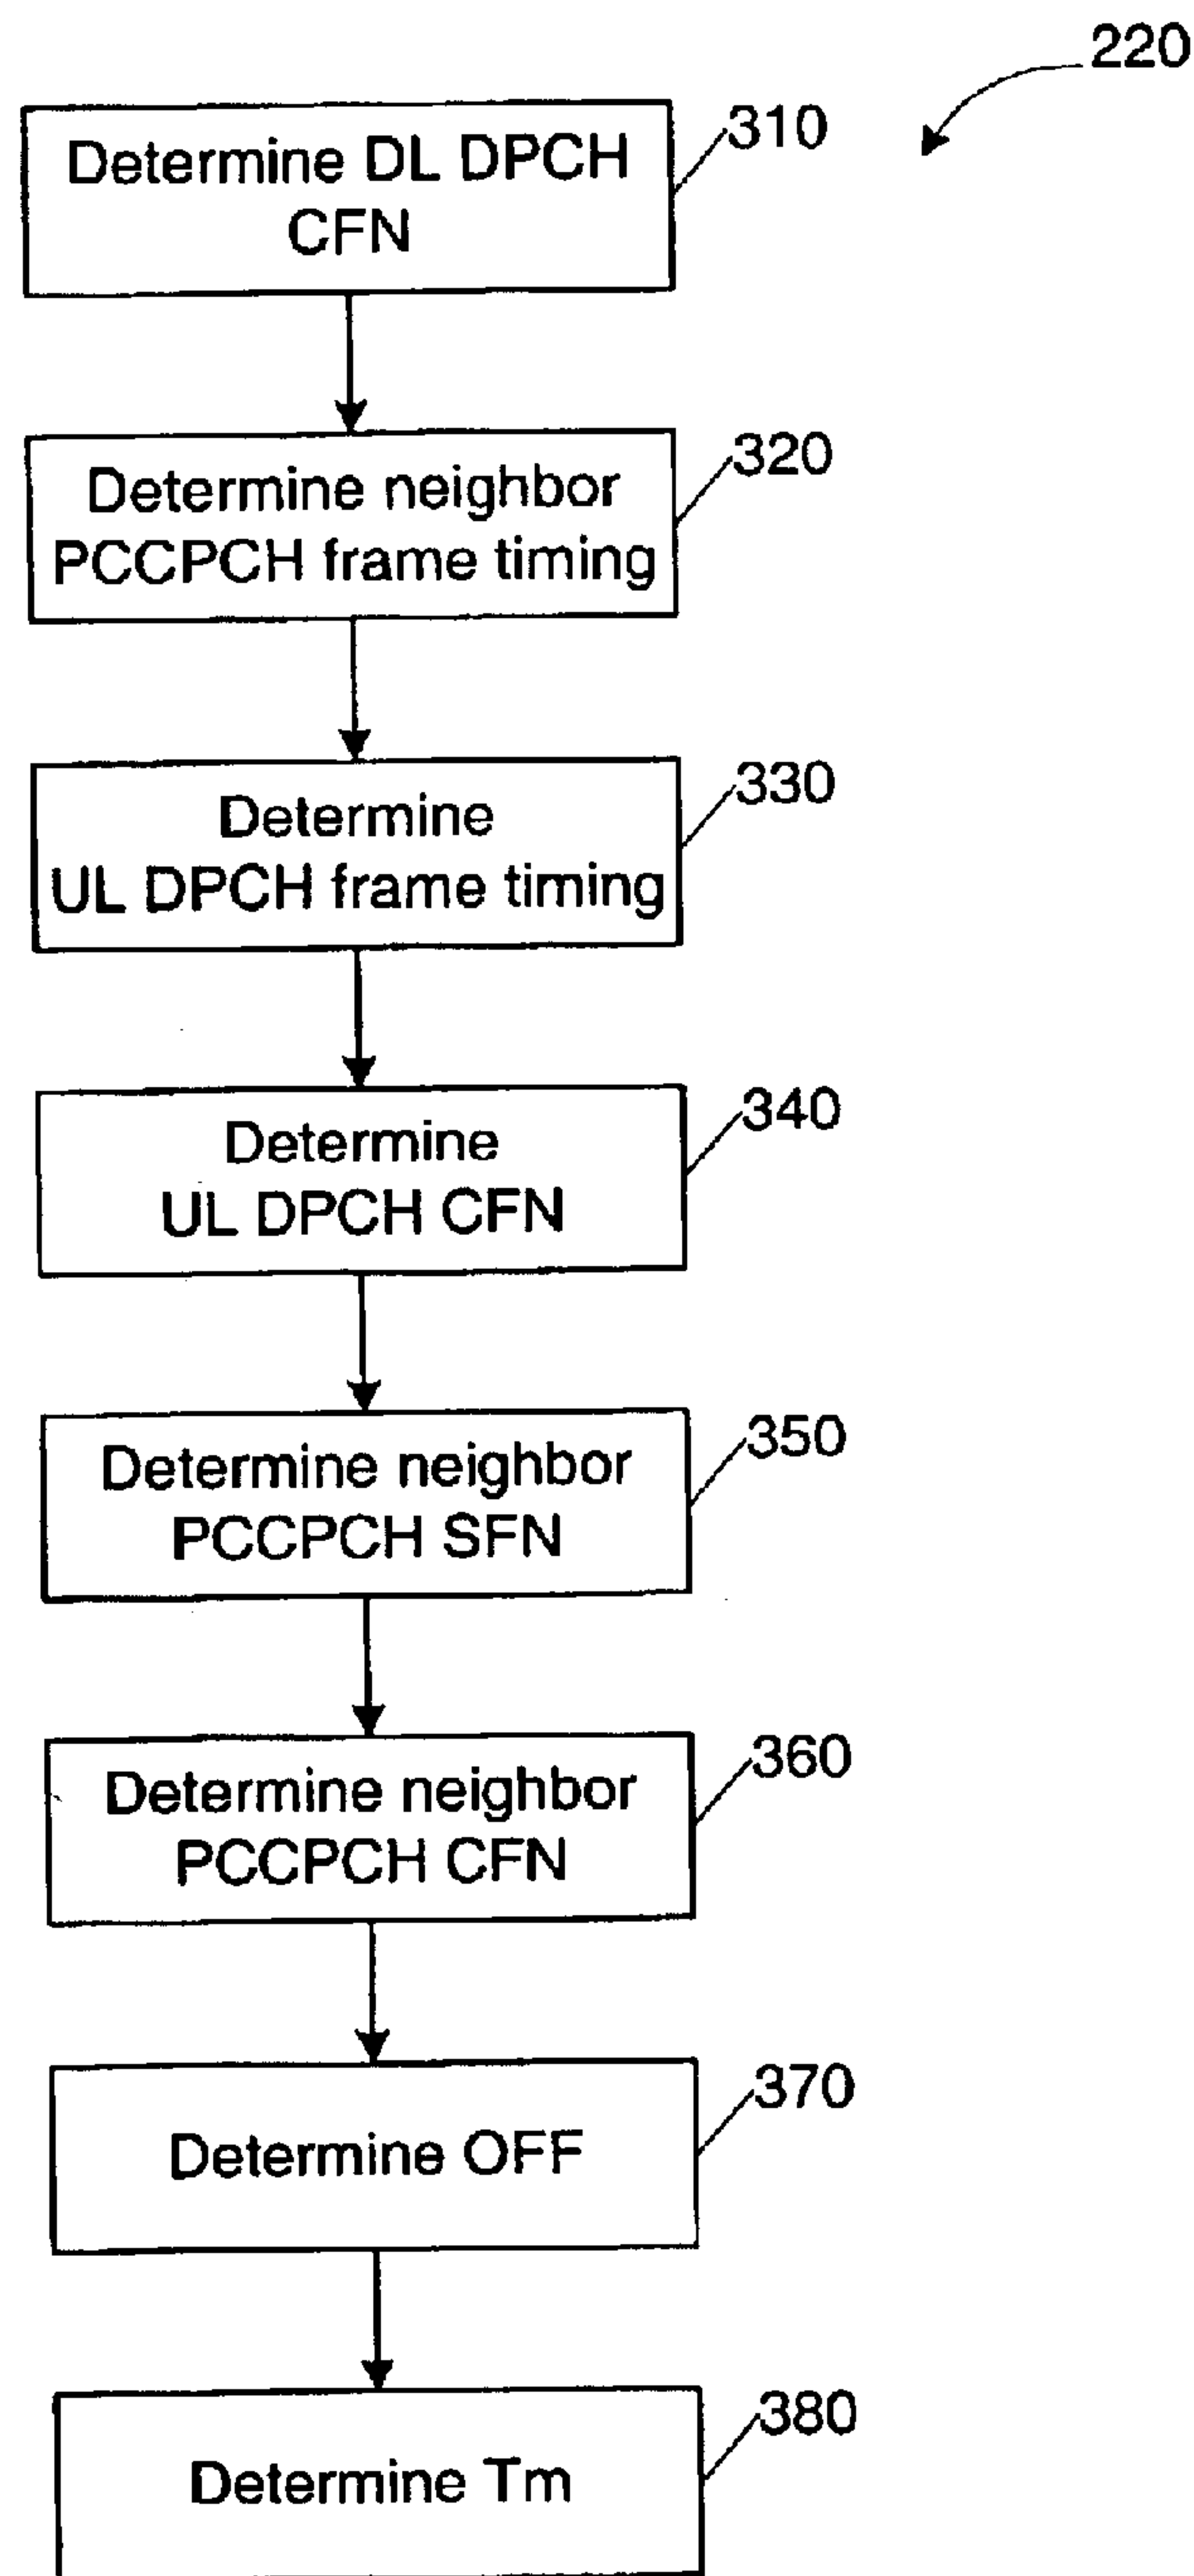 220
Determine DL DPCH
CFN
310
Determine neighbor
PCCPCH frame timing
320
Determine
UL DPCH frame timing
330
Determine
UL DPCH CFN
340
Determine neighbor
PCCPCH SFN
350
Determine neighbor
PCCPCH CFN
360
Determine OFF
370
Determine Tm
380